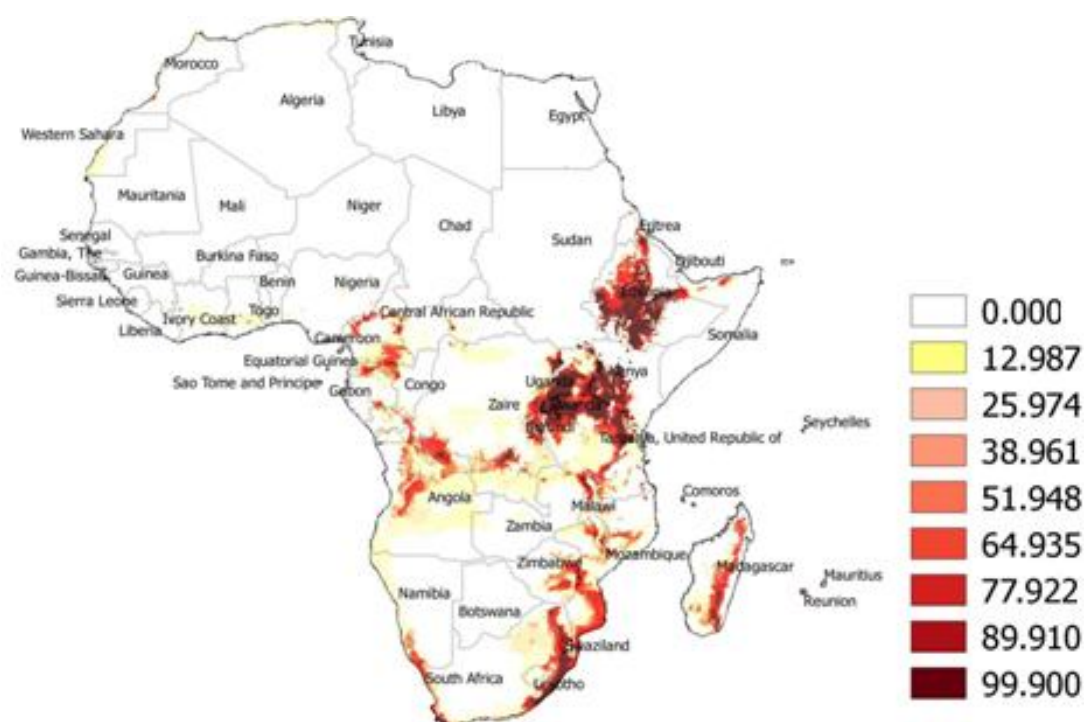 Tunisia
Morocco
Algeria
Libya
Egypt
Western Sahara
Mauritania
Mali
Niger
Chad
Sudan
Eritrea
Senegal
Gambia, The
Burkina Faso
Djibouti
Guinea-Bissau
Guinea
Benin
Nigeria
Sierra Leone
Ivory Coast
Togo
Central African Republic
Liberia
Cameroon
Somalia
Equatorial Guinea
Sao Tome and Principe
Gabon
Congo
Uganda
Kenya
Zaire
Burundi
Tanzania, United Republic of
Seychelles
Comoros
Angola
Malawi
Zambia
Mozambique
Zimbabwe
Madagascar
Mauritius
Reunion
Namibia
Botswana
Swaziland
South Africa
Lesotho
0.000
12.987
25.974
38.961
51.948
64.935
77.922
89.910
99.900